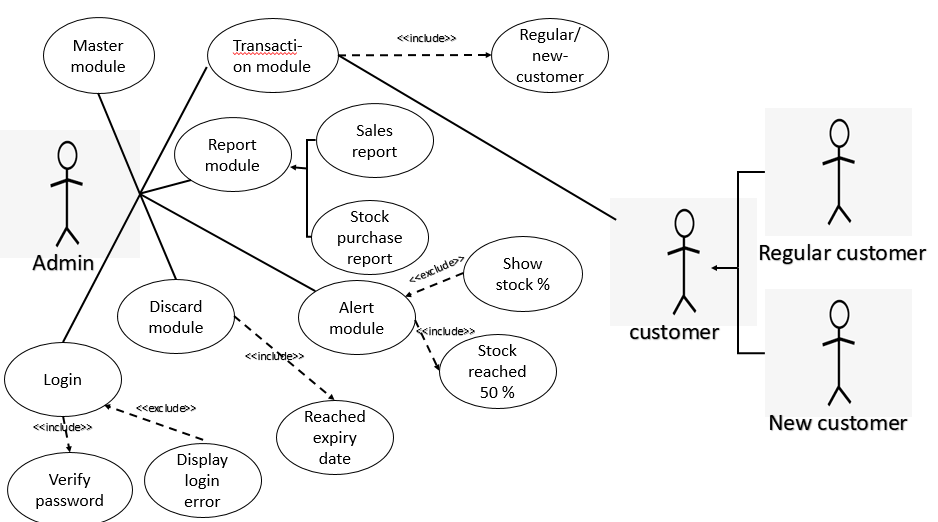 Master
module
Transacti-
on module
<<include>>
Regular/
new-
customer
Report
module
Sales
report
Stock
purchase
report
Admin
Regular customer
customer
New customer
Discard
module
Alert
module
<<exclude>>
Show
stock %
<<include>>
Stock
reached
50 %
<<include>>
Reached
expiry
date
Login
<<include>>
<<exclude>>
Verify
password
Display
login
error